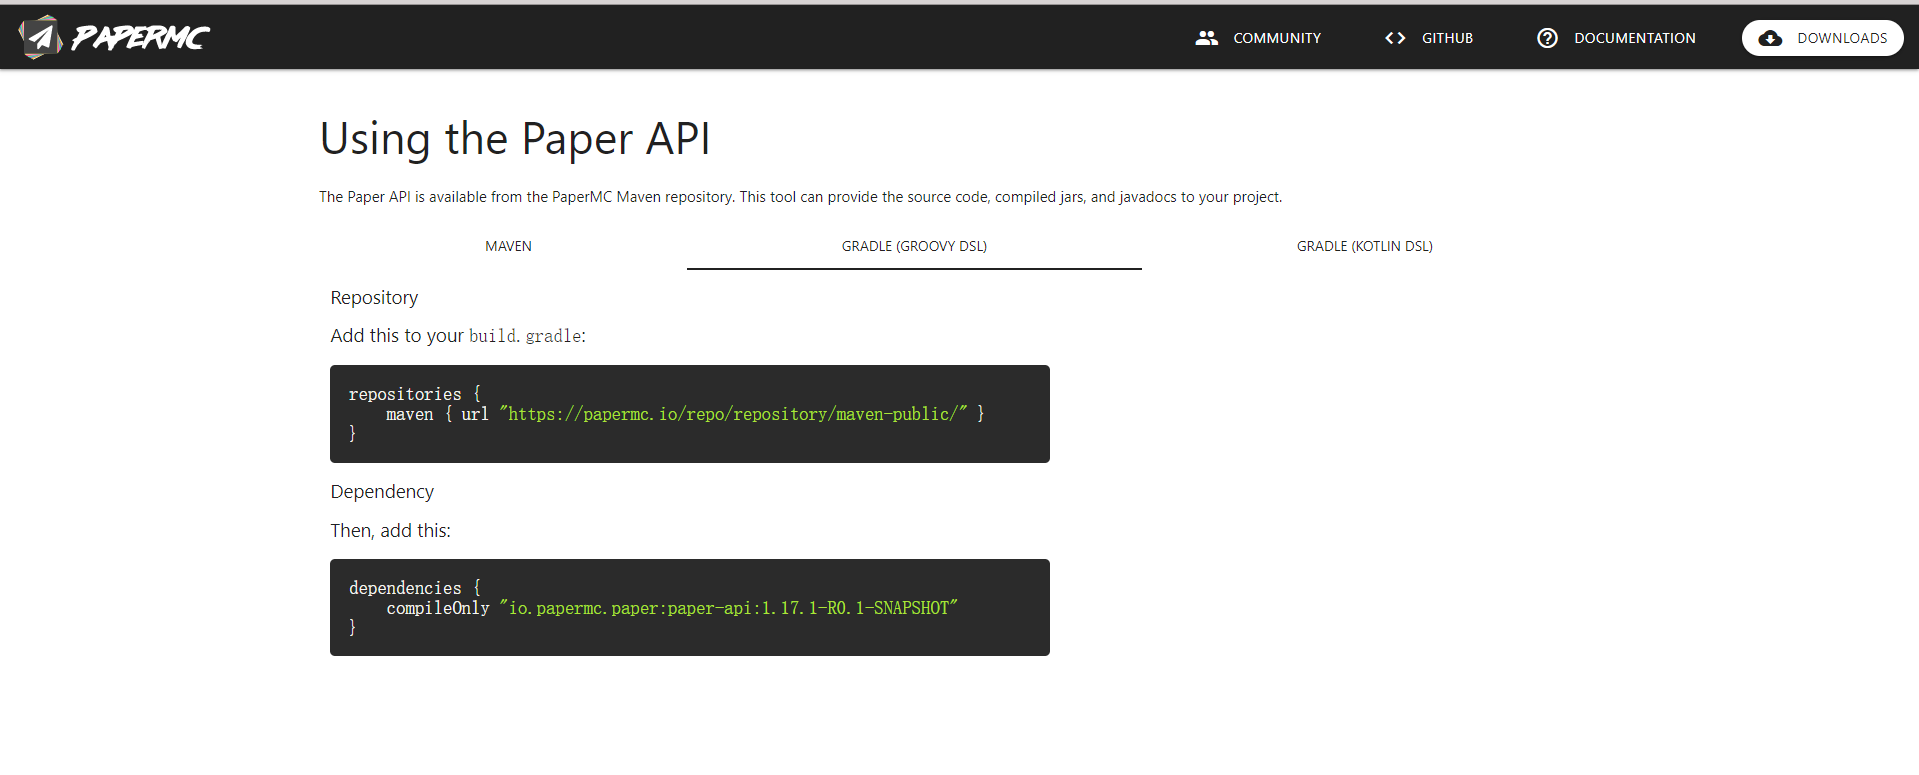 PAPERMC
COMMUNITY
GITHUB
DOCUMENTATION
DOWNLOADS
Using the Paper API
The Paper API is available from the PaperMC Maven repository. This tool can provide the source code, compiled jars, and javadocs to your project.
MAVEN
GRADLE (GROOVY DSL)
GRADLE (KOTLIN DSL)
Repository
Add this to your build.gradle:
repositories {
    maven { url "https://papermc.io/repo/repository/maven-public/" }
}
Dependency
Then, add this:
dependencies {
    compileOnly "io.papermc.paper:paper-api:1.17.1-R0.1-SNAPSHOT"
}